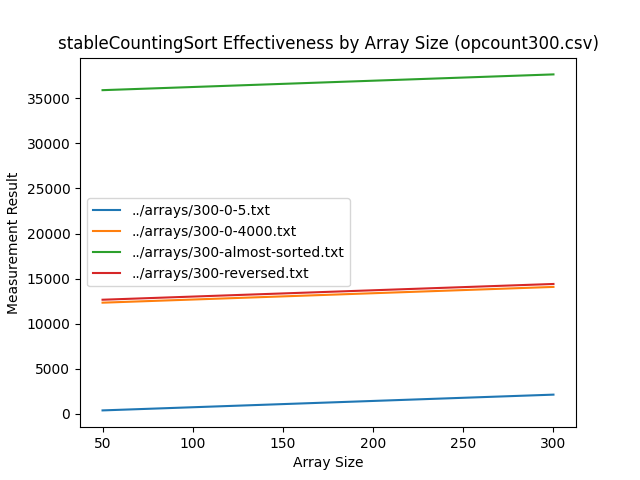 stableCountingSort Effectiveness by Array Size (opcount300.csv)
35000
30000
25000
20000
15000
10000
5000
0
Measurement Result
../arrays/300-0-5.txt
../arrays/300-0-4000.txt
../arrays/300-almost-sorted.txt
../arrays/300-reversed.txt
50 100 150 200 250 300
Array Size